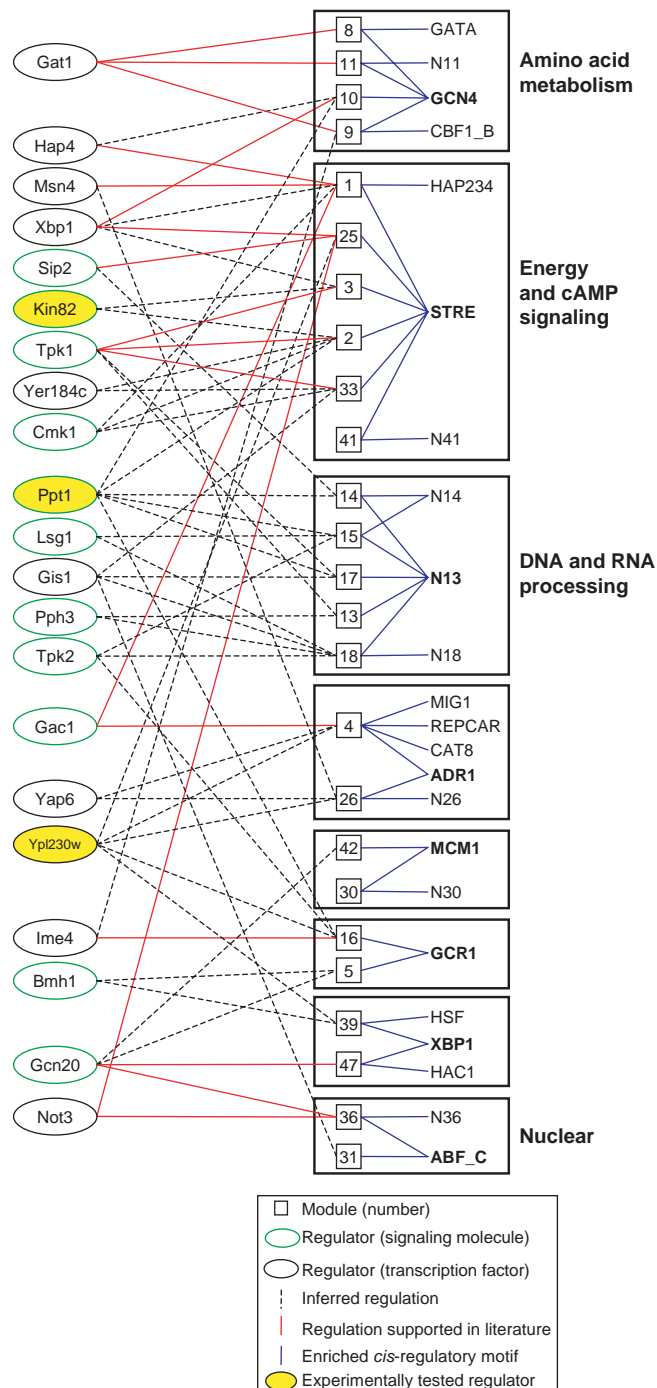 Gat1
Hap4
Msn4
Xbp1
Sip2
Kin82
Tpk1
Yer184c
Cmk1
Ppt1
Lsg1
Gis1
Pph3
Tpk2
Gac1
Yap6
Ypl230w
Ime4
Bmh1
Gcn20
Not3
8 GATA
11 N11
10 GCN4
9 CBF1_B
Amino acid
metabolism
1 HAP234
25
3
STRE
2
33
41 N41
Energy
and cAMP
signaling
14 N14
15
17 N13
13
18 N18
DNA and RNA
processing
MIG1
4 REPCAR
CAT8
ADR1
26 N26
42 MCM1
30 N30
16
GCR1
5
HSF
39
XBP1
47
HAC1
36 N36
31 ABF_C
Nuclear
Module (number)
Regulator (signaling molecule)
Regulator (transcription factor)
Inferred regulation
Regulation supported in literature
Enriched cis-regulatory motif
Experimentally tested regulator